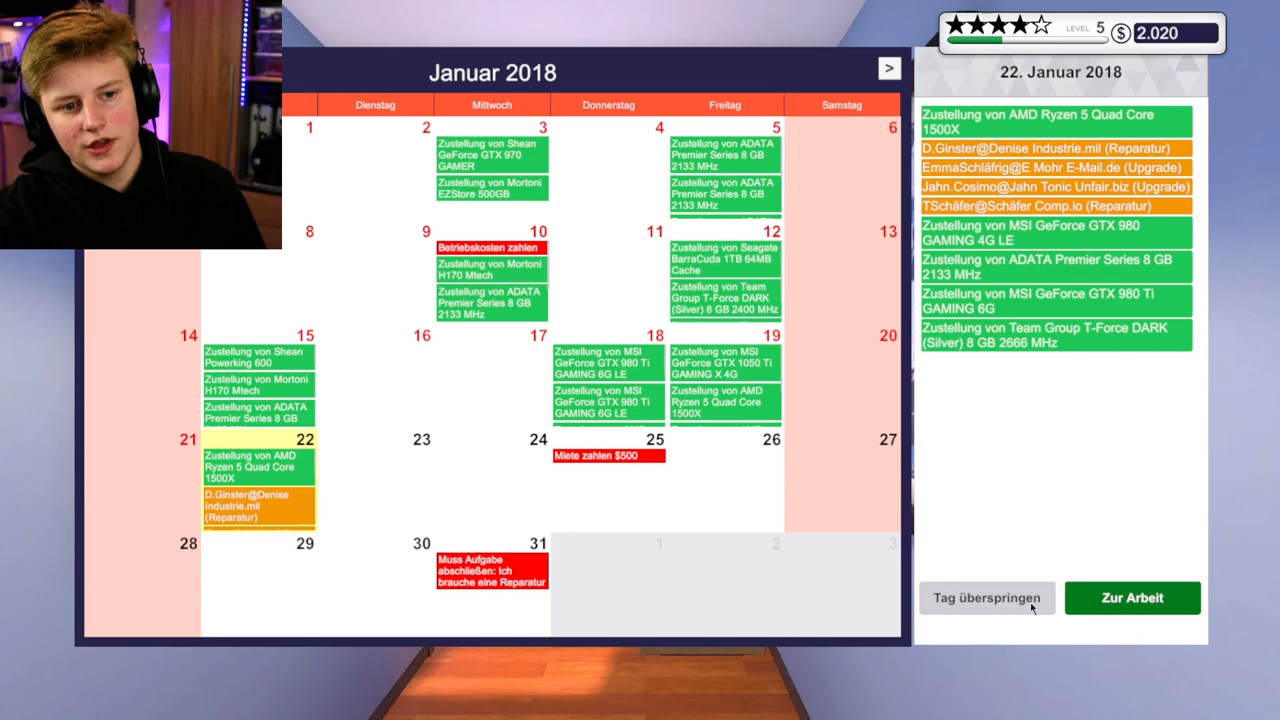 LEVEL 5 $ 2.020
Januar 2018
>
Dienstag Mittwoch Donnerstag Freitag Samstag
1 2 3 4 5 6
Zustellung von Shean
GeForce GTX 970
GAMER
Zustellung von Mortoni
EZStore 500GB
Zustellung von ADATA
Premier Series 8 GB
2133 MHz
Zustellung von ADATA
Premier Series 8 GB
2133 MHz
8 9 10 11 12 13
Betriebskosten zahlen
Zustellung von Mortoni
H170 Mtech
Zustellung von ADATA
Premier Series 8 GB
2133 MHz
Zustellung von Seagate
BarraCuda 1TB 64MB
Cache
Zustellung von Team
Group T-Force DARK
(Silver) 8 GB 2400 MHz
14 15 16 17 18 19 20
Zustellung von Shean
Powerking 600
Zustellung von Mortoni
H170 Mtech
Zustellung von ADATA
Premier Series 8 GB
Zustellung von MSI
GeForce GTX 980 Ti
GAMING 6G LE
Zustellung von MSI
GeForce GTX 980 Ti
GAMING 6G LE
Zustellung von MSI
GeForce GTX 1050 Ti
GAMING X 4G
Zustellung von AMD
Ryzen 5 Quad Core
1500X
21 22 23 24 25 26 27
Zustellung von AMD
Ryzen 5 Quad Core
1500X
D.Ginster@Denise
Industrie.mil
(Reparatur)
Miete zahlen $500
28 29 30 31 1 2 3
Muss Aufgabe
abschließen: Ich
brauche eine Reparatur
22. Januar 2018
Zustellung von AMD Ryzen 5 Quad Core
1500X
D.Ginster@Denise Industrie.mil (Reparatur)
EmmaSchläfrig@E Mohr E-Mail.de (Upgrade)
Jahn.Cosimo@Jahn Tonic Unfair.biz (Upgrade)
TSchäfer@Schäfer Comp.io (Reparatur)
Zustellung von MSI GeForce GTX 980
GAMING 4G LE
Zustellung von ADATA Premier Series 8 GB
2133 MHz
Zustellung von MSI GeForce GTX 980 Ti
GAMING 6G
Zustellung von Team Group T-Force DARK
(Silver) 8 GB 2666 MHz
Tag überspringen Zur Arbeit